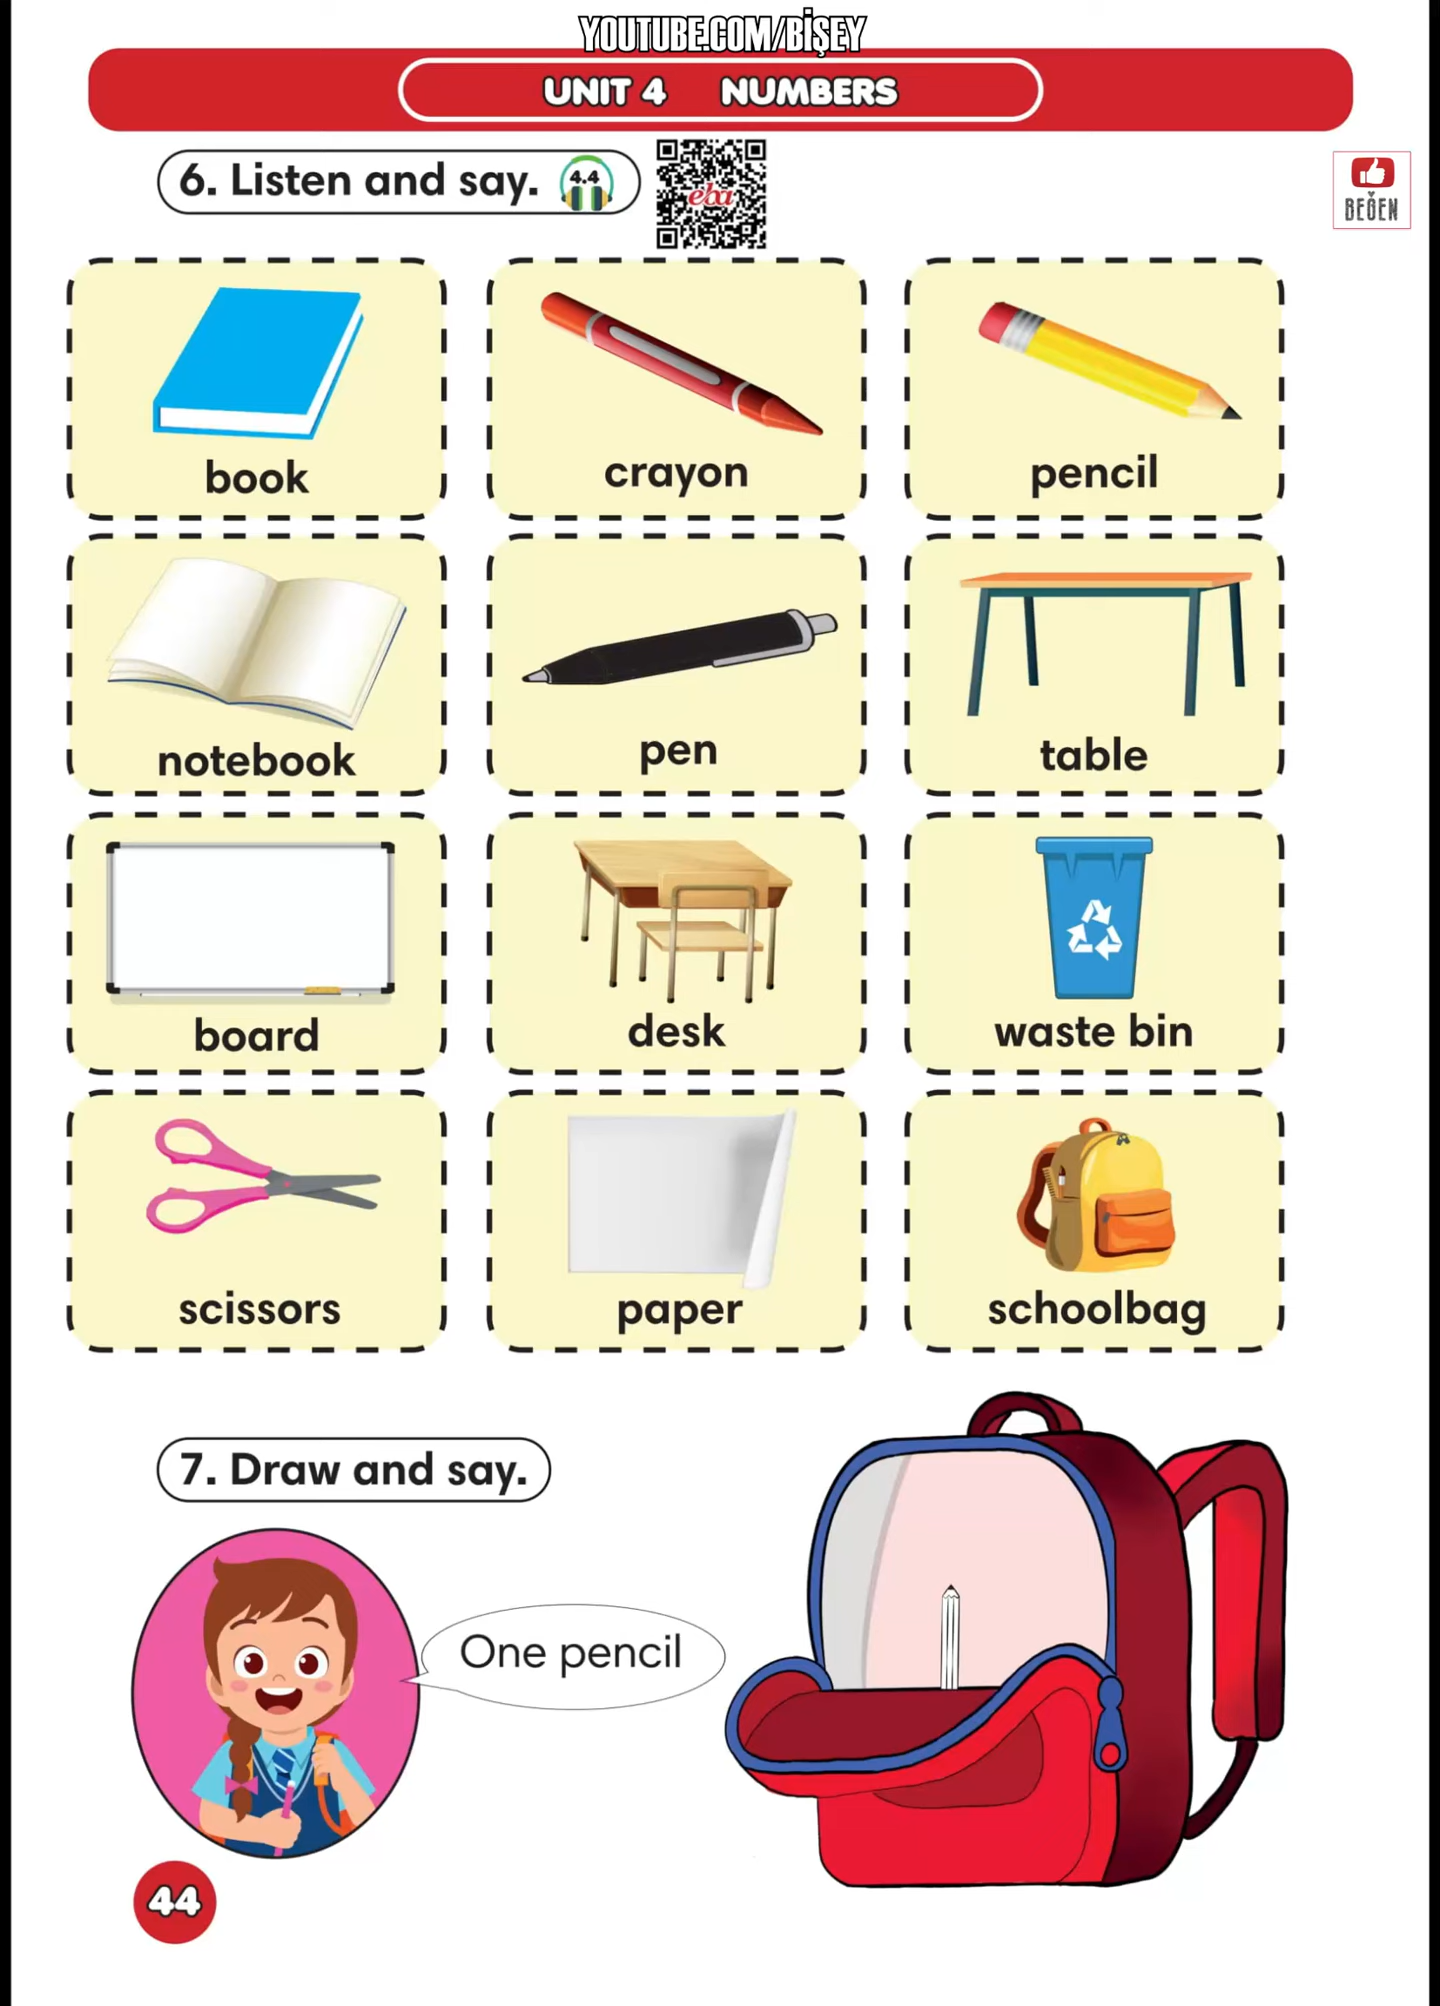 YOUTUBE.COM/BİŞEY
UNIT 4 NUMBERS
6. Listen and say. 4.4
eba
BEĞEN
book crayon pencil
notebook pen table
board desk waste bin
scissors paper schoolbag
7. Draw and say.
One pencil
44